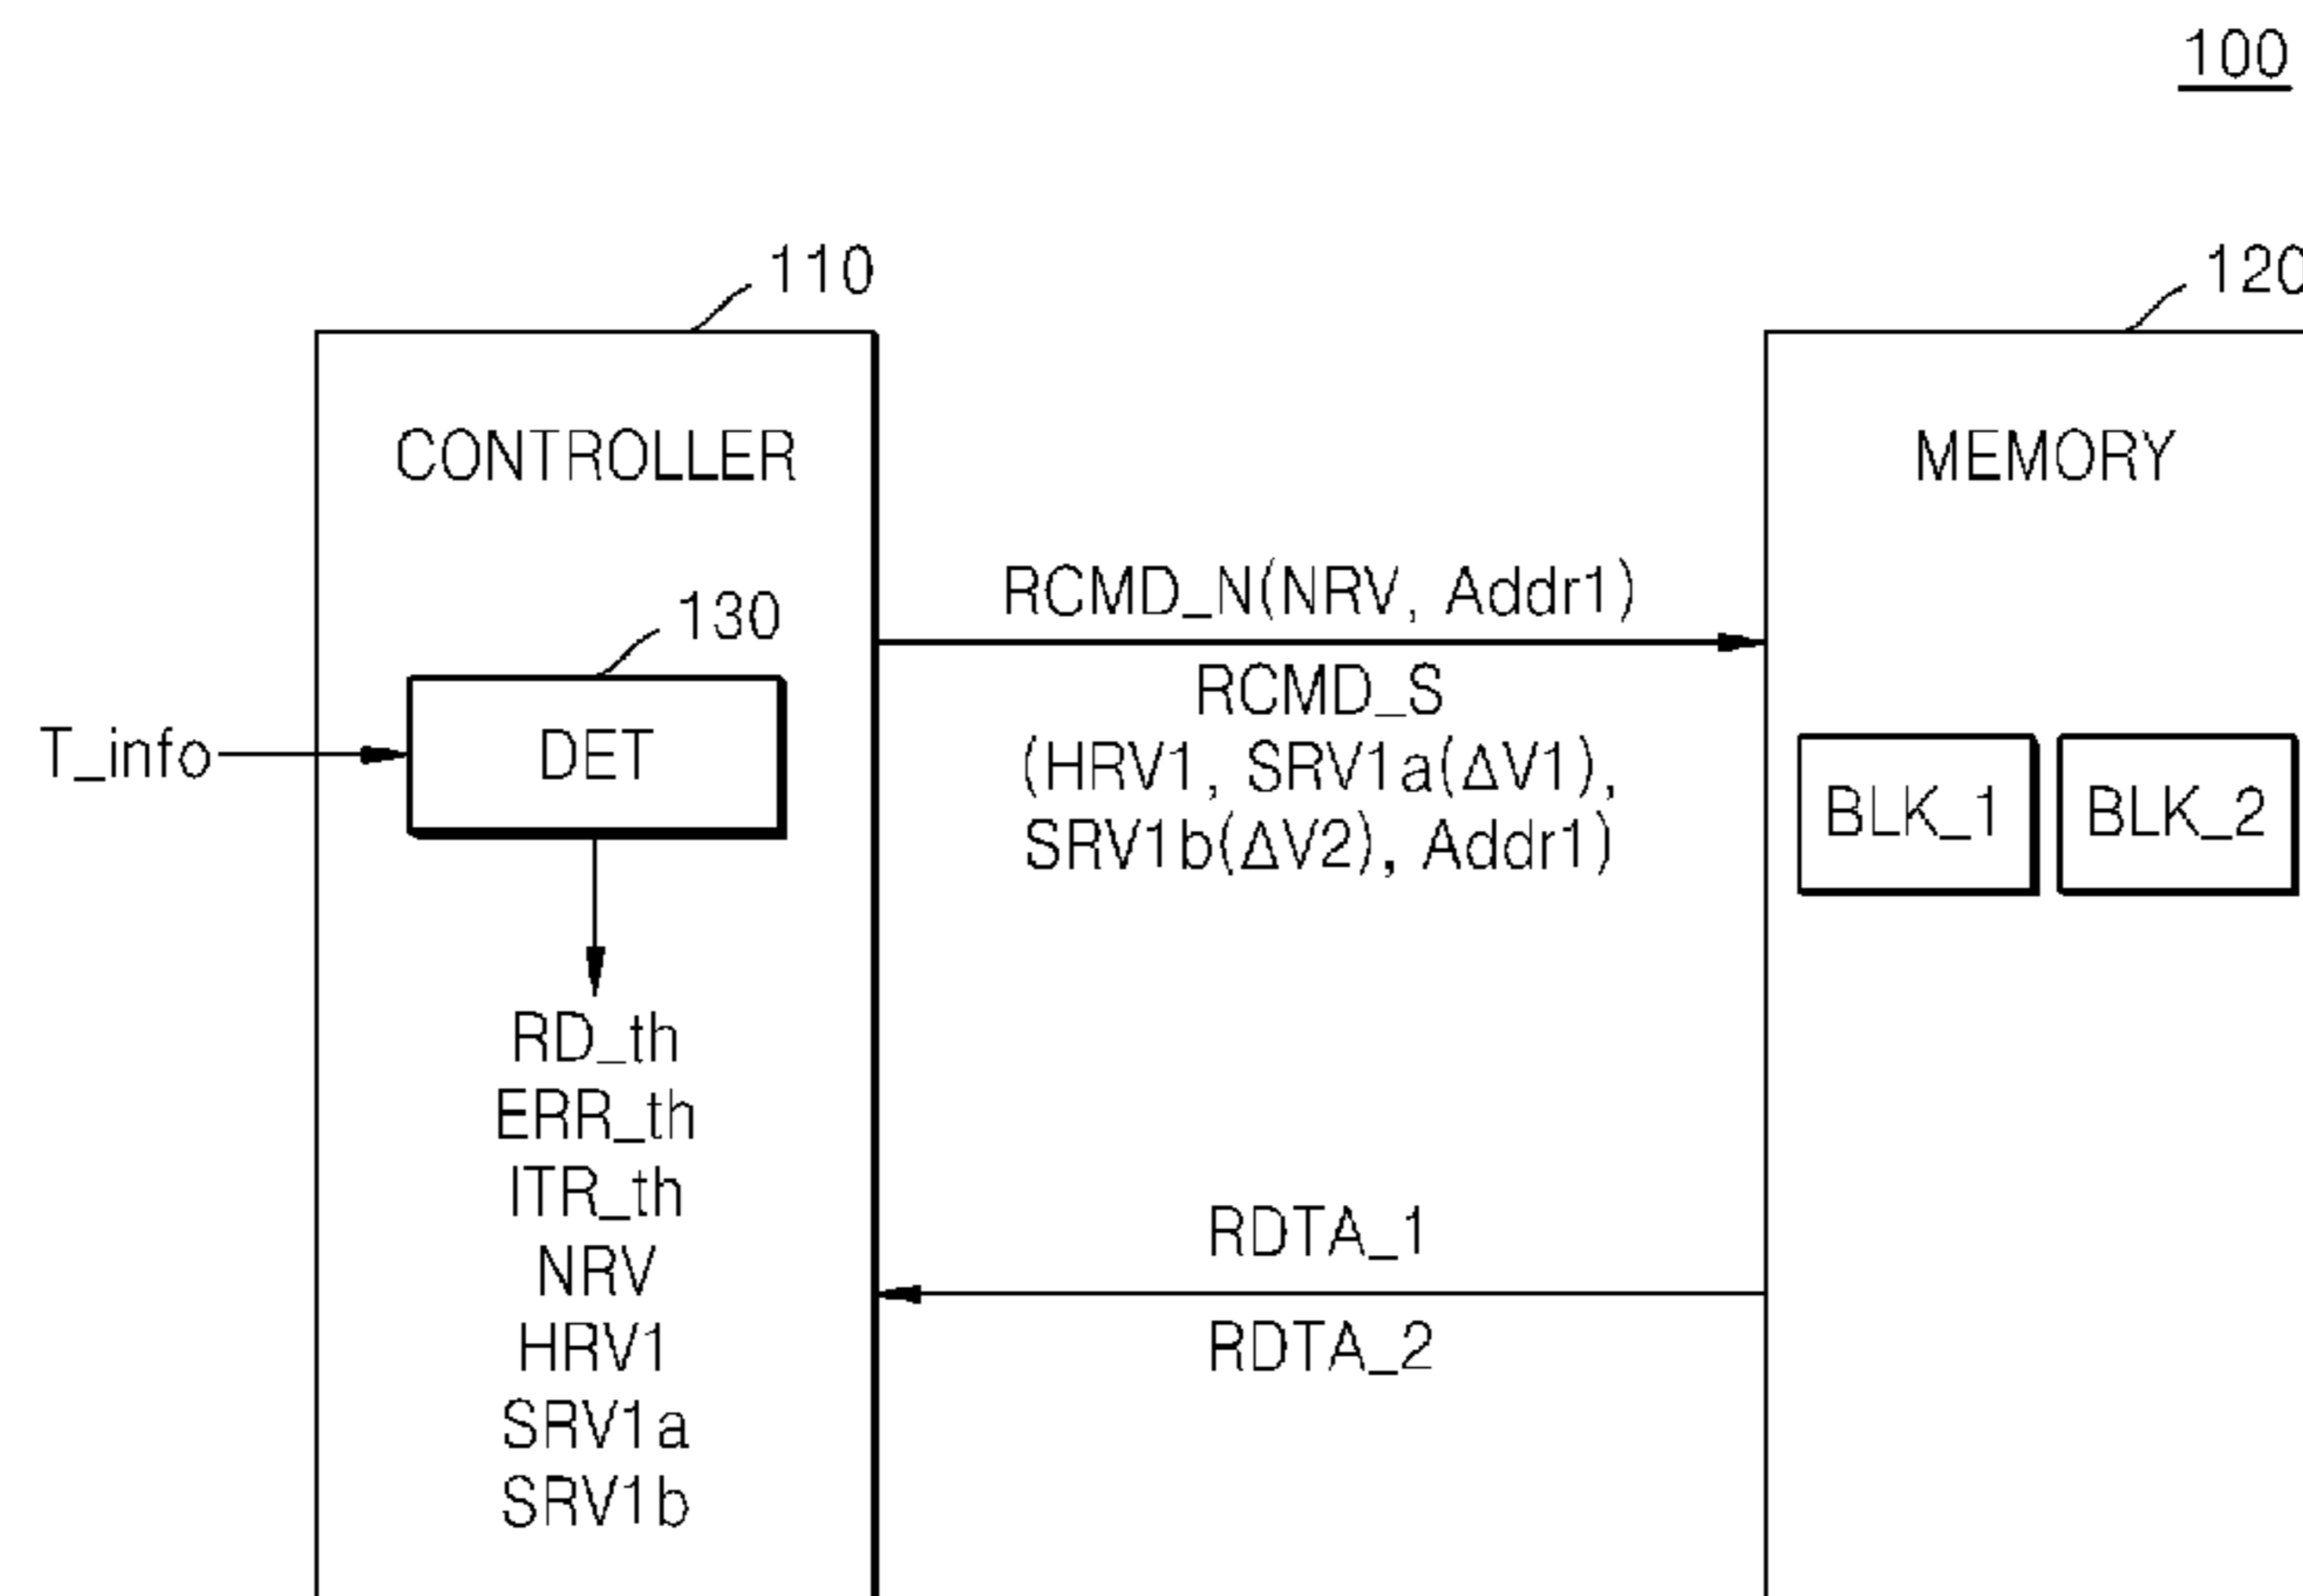 100
110
120
CONTROLLER
MEMORY
RCMD_N(NRV, Addr1)
130
RCMD_S
T_info
DET
(HRV1, SRV1a(ΔV1),
SRV1b(ΔV2), Addr1)
BLK_1
BLK_2
RD_th
ERR_th
ITR_th
NRV
HRV1
SRV1a
SRV1b
RDTA_1
RDTA_2